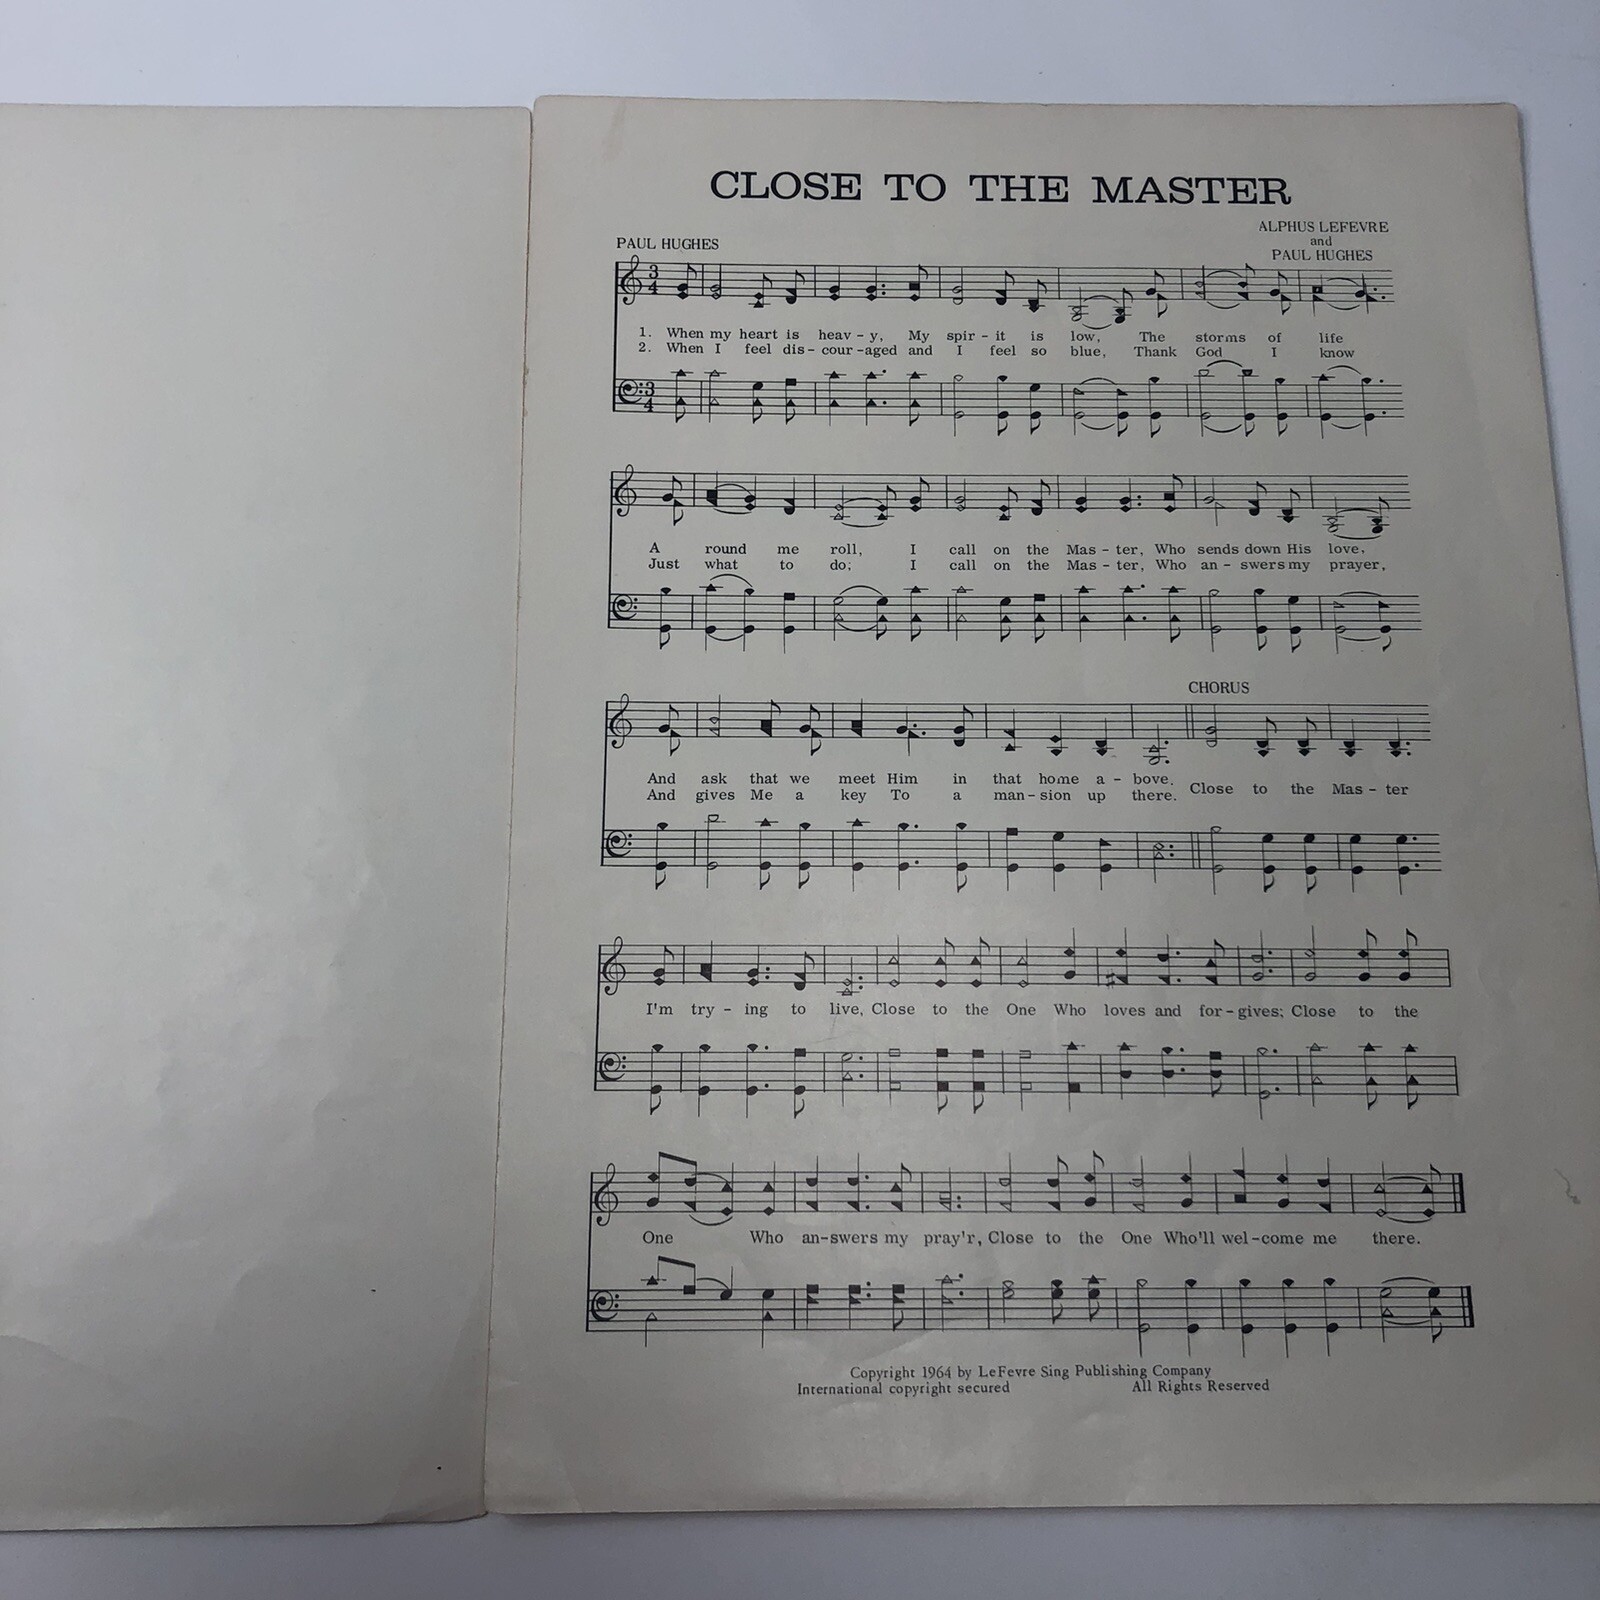 CLOSE TO THE MASTER
ALPHUS LEFEVRE
and
PAUL HUGHES
PAUL HUGHES
3 4
1. When my heart is heav - y, My spir - it is low, The storms of life
2. When I feel dis - cour - aged and I feel so blue, Thank God I know
3 4
A round me roll, I call on the Mas - ter, Who sends down His love,
Just what to do; I call on the Mas - ter, Who an - swers my prayer,
CHORUS
And ask that we meet Him in that home a - bove. Close to the Mas - ter
And gives Me a key To a man - sion up there.
I'm try - ing to live, Close to the One Who loves and for - gives; Close to the
One Who an-swers my pray'r, Close to the One Who'll wel - come me there.
Copyright 1964 by LeFevre Sing Publishing Company
International copyright secured All Rights Reserved